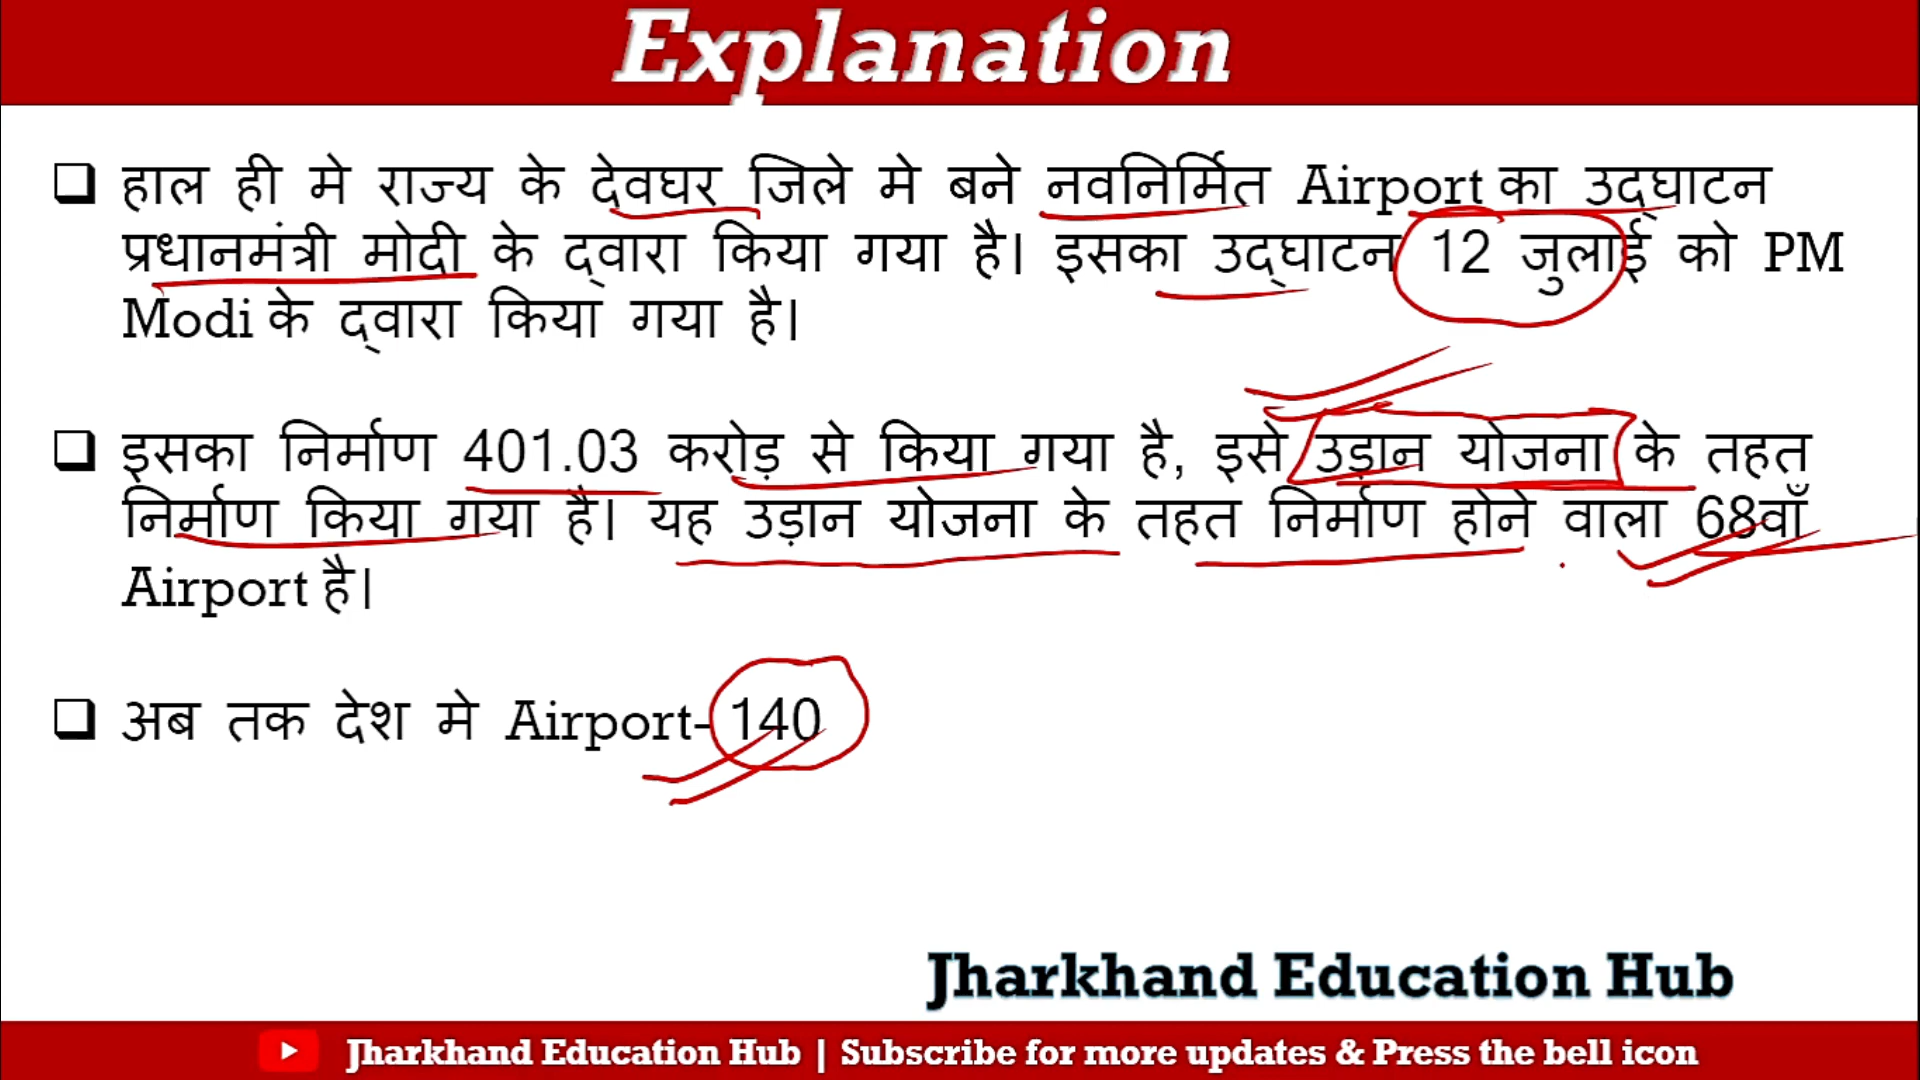 Explanation
हाल ही मे राज्य के देवघर जिले मे बने नवनिर्मित Airport का उद्घाटन
प्रधानमंत्री मोदी के द्वारा किया गया है। इसका उद्घाटन 12 जुलाई को PM
Modi के द्वारा किया गया है।
इसका निर्माण 401.03 करोड़ से किया गया है, इसे उड़ान योजना के तहत
निर्माण किया गया है। यह उड़ान योजना के तहत निर्माण होने वाला 68वाँ
Airport है।
अब तक देश मे Airport- 140
Jharkhand Education Hub
Jharkhand Education Hub | Subscribe for more updates & Press the bell icon